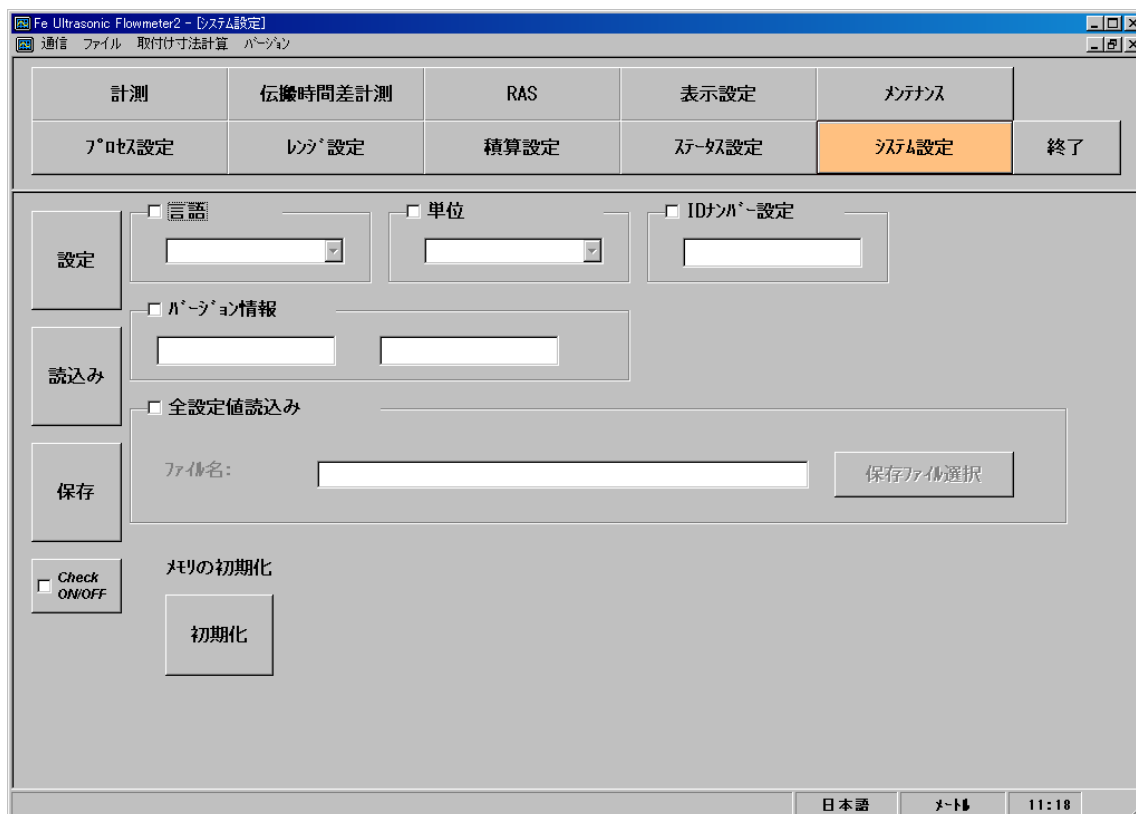 Fe Ultrasonic Flowmeter2 - [ｼｽﾃﾑ設定]
通信 ファイル 取付け寸法計算 バージョン
計測 伝搬時間差計測 RAS 表示設定 ﾒﾝﾃﾅﾝｽ
ﾌﾟﾛｾｽ設定 ﾚﾝｼﾞ設定 積算設定 ｽﾃｰﾀｽ設定 ｼｽﾃﾑ設定 終了
言語 単位 IDﾅﾝﾊﾞｰ設定
設定
ﾊﾞｰｼﾞｮﾝ情報
読込み
全設定値読込み
ﾌｧｲﾙ名: 保存ﾌｧｲﾙ選択
保存
Check
ON/OFF
ﾒﾓﾘの初期化
初期化
日本語 ﾒｰﾄﾙ 11:18